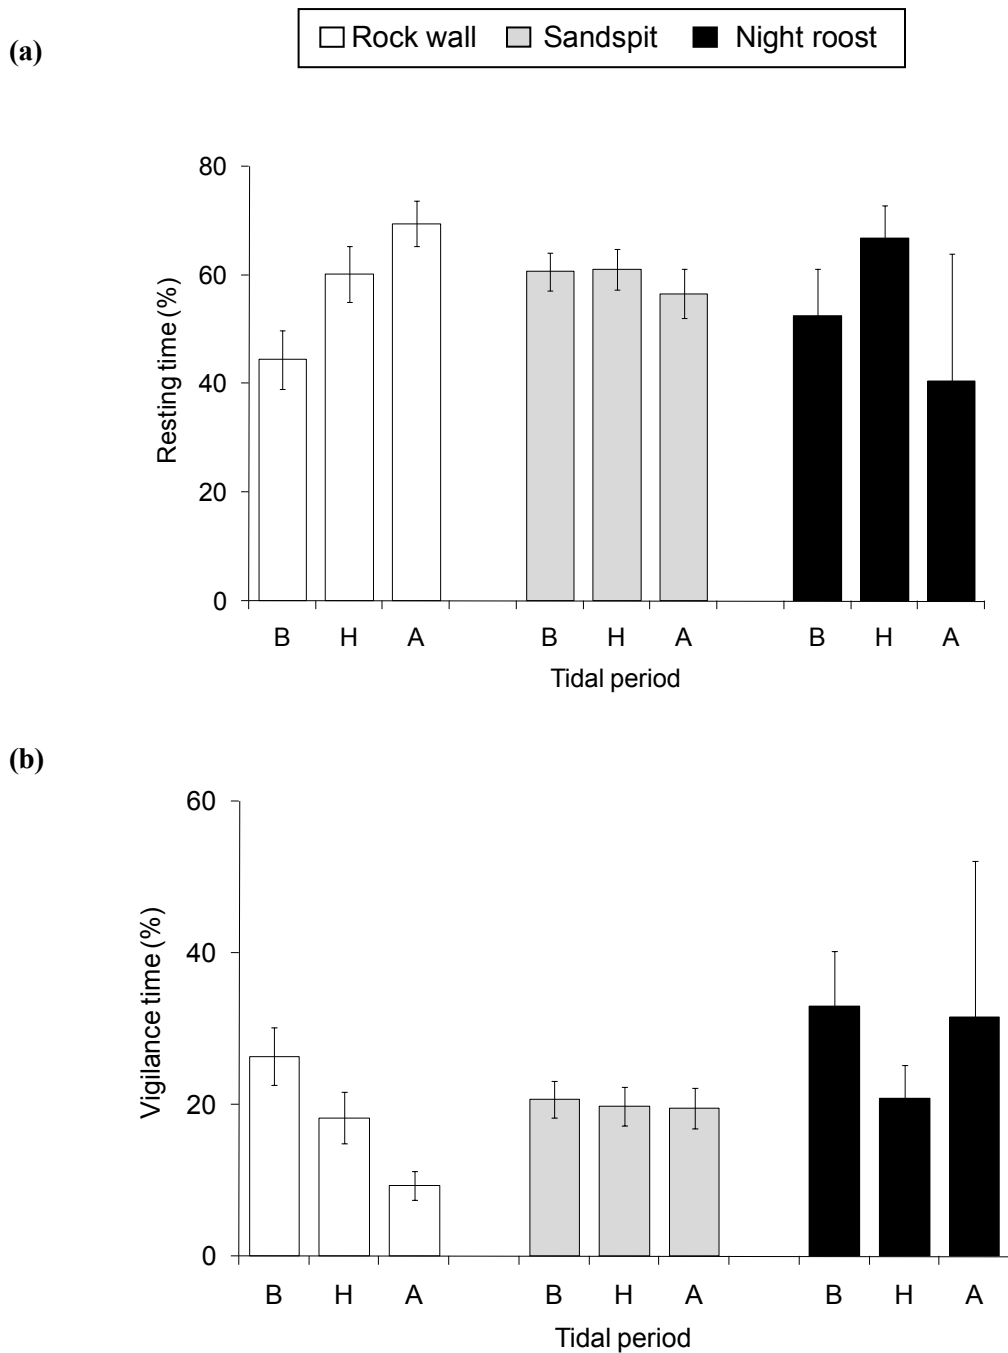 (a)
Rock wall Sandspit Night roost
80
60
40
20
0
Resting time (%)
B H A B H A B H A
Tidal period
(b)
60
40
20
0
Vigilance time (%)
B H A B H A B H A
Tidal period